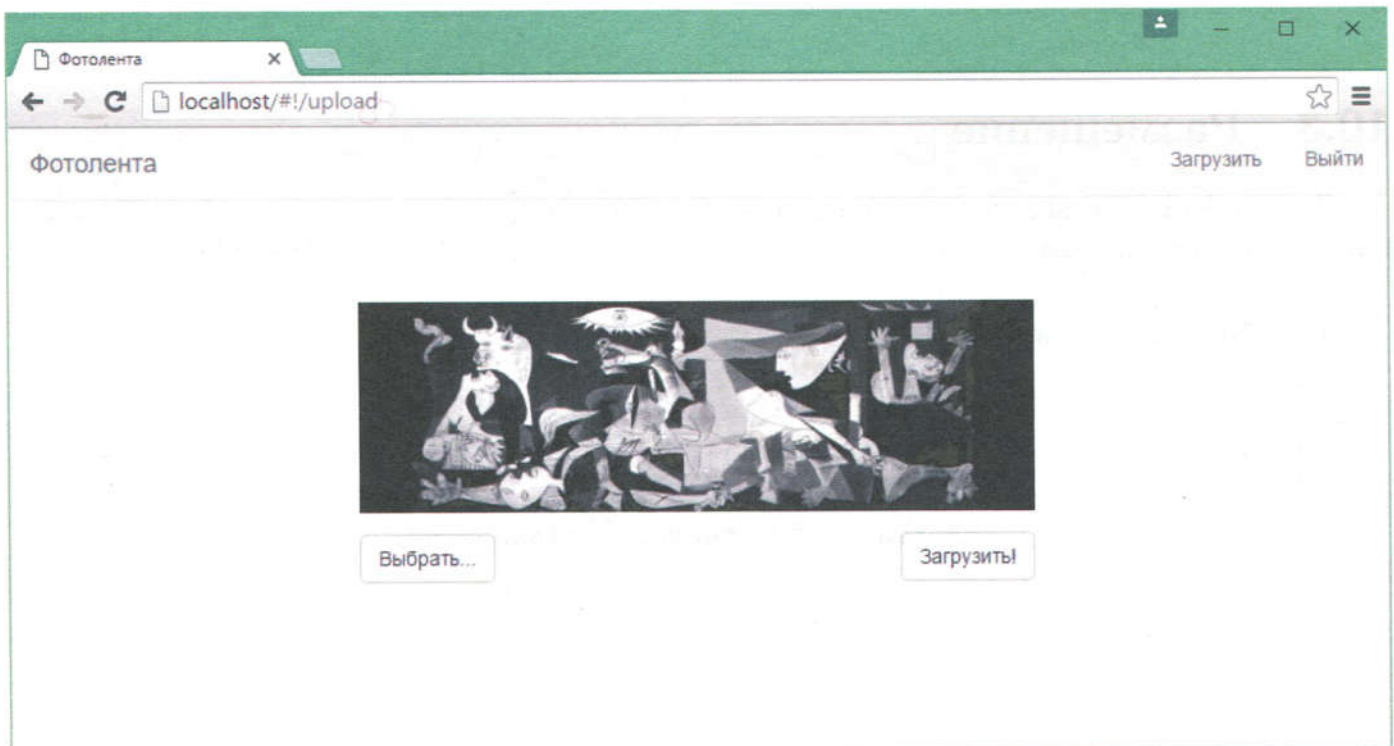 Фотолента
localhost/#!/upload
Фотолента Загрузить Выйти
Выбрать... Загрузить!